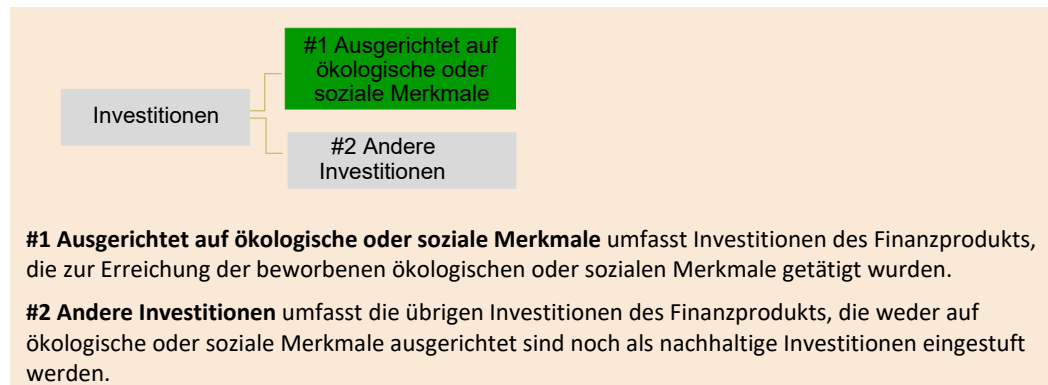 #1 Ausgerichtet auf
ökologische oder
soziale Merkmale
Investitionen
#2 Andere
Investitionen
#1 Ausgerichtet auf ökologische oder soziale Merkmale umfasst Investitionen des Finanzprodukts,
die zur Erreichung der beworbenen ökologischen oder sozialen Merkmale getätigt wurden.
#2 Andere Investitionen umfasst die übrigen Investitionen des Finanzprodukts, die weder auf
ökologische oder soziale Merkmale ausgerichtet sind noch als nachhaltige Investitionen eingestuft
werden.